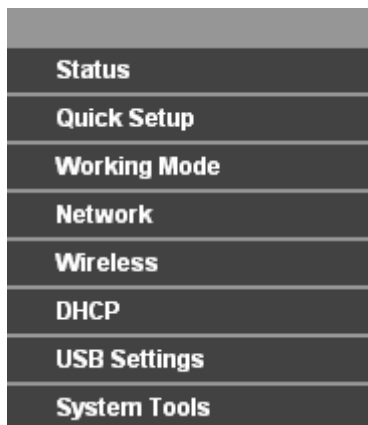 Status
Quick Setup
Working Mode
Network
Wireless
DHCP
USB Settings
System Tools